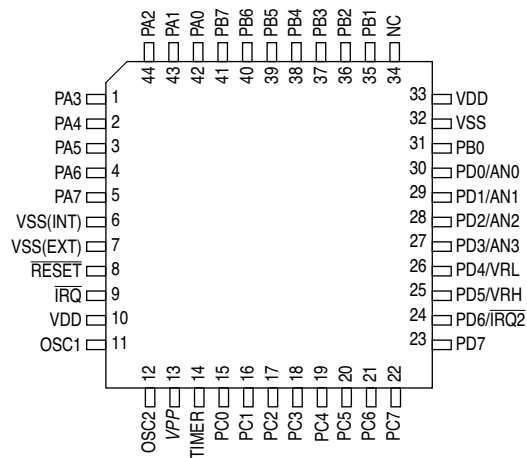 PA2 PA1 PA0 PB7 PB6 PB5 PB4 PB3 PB2 PB1 NC
44 43 42 41 40 39 38 37 36 35 34
PA3 1
PA4 2
PA5 3
PA6 4
PA7 5
VSS(INT) 6
VSS(EXT) 7
RESET 8
IRQ 9
VDD 10
OSC1 11
33 VDD
32 VSS
31 PB0
30 PD0/AN0
29 PD1/AN1
28 PD2/AN2
27 PD3/AN3
26 PD4/VRL
25 PD5/VRH
24 PD6/IRQ2
23 PD7
12 13 14 15 16 17 18 19 20 21 22
OSC2 VPP TIMER PC0 PC1 PC2 PC3 PC4 PC5 PC6 PC7